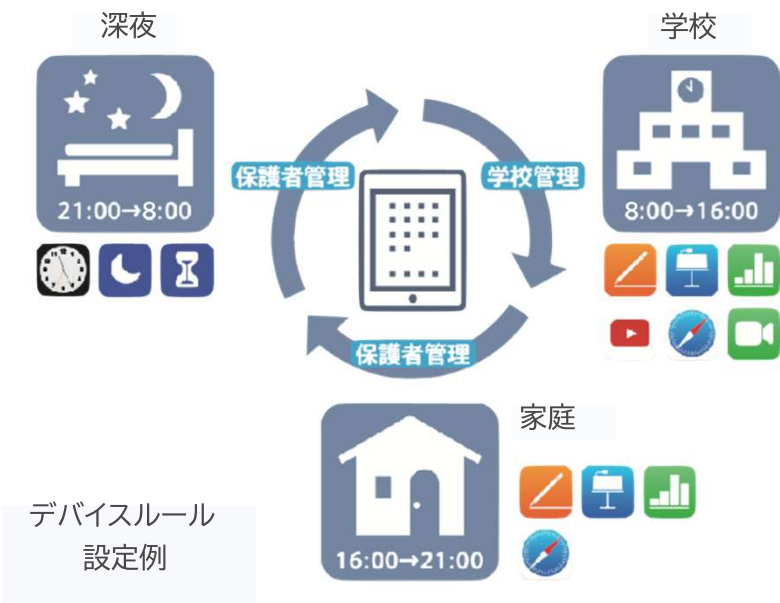 深夜
学校
21:00→8:00
保護者管理
学校管理
8:00→16:00
保護者管理
家庭
16:00→21:00
デバイスルール
設定例